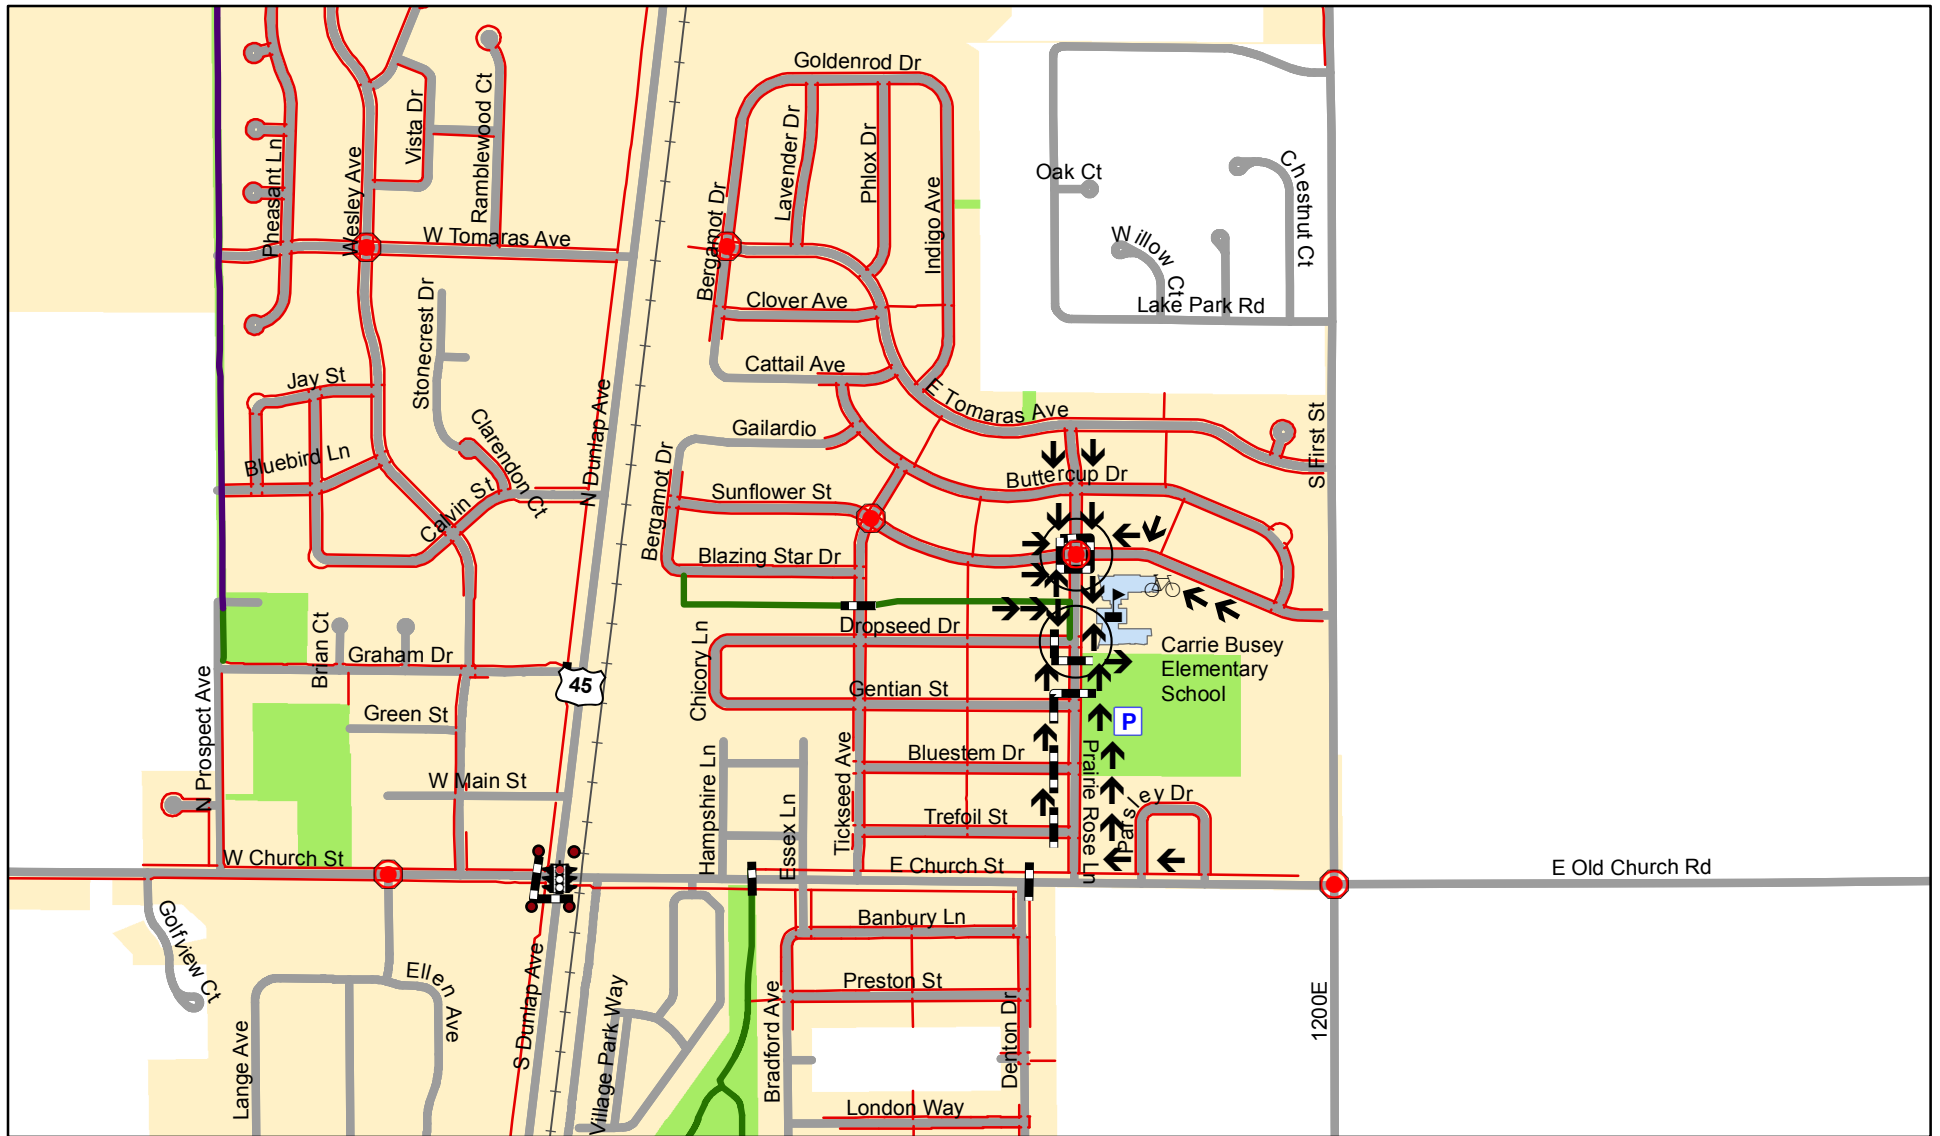 Goldenrod Dr
Vista Dr
Ramblewood Ct
Pheasant Ln
Wesley Ave
Lavender Dr
Phlox Dr
Indigo Ave
Bergamot Dr
Oak Ct
Chestnut Ct
Willow Ct
Lake Park Rd
W Tomaras Ave
Clover Ave
Stonecrest Dr
Cattail Ave
Jay St
E Tomaras Ave
N Dunlap Ave
Clarendon Ct
Gailardio
Bluebird Ln
Calvin St
Bergamot Dr
Sunflower St
Buttercup Dr
S First St
Blazing Star Dr
Dropseed Dr
Brian Ct
Graham Dr
Carrie Busey
Elementary
School
45
Chicory Ln
Gentian St
N Prospect Ave
Green St
P
Tickseed Ave
Bluestem Dr
Prairie Rose Ln
W Main St
Hampshire Ln
Essex Ln
Trefoil St
Parsley Dr
W Church St
E Church St
E Old Church Rd
Golfview Ct
Banbury Ln
Ellen Ave
S Dunlap Ave
Village Park Way
Bradford Ave
Preston St
Denton Dr
1200E
Lange Ave
London Way